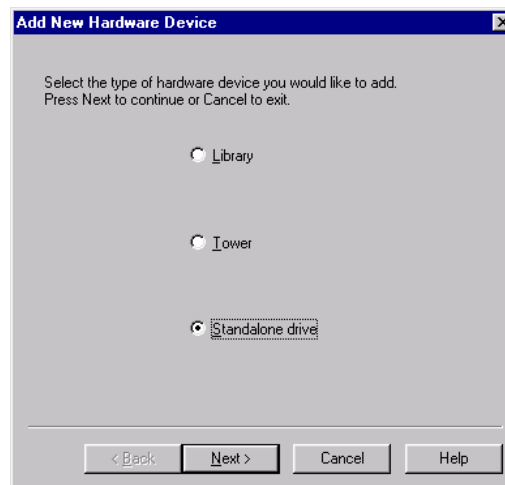 Add New Hardware Device
Select the type of hardware device you would like to add.
Press Next to continue or Cancel to exit.
Library
Tower
Standalone drive
< Back Next > Cancel Help